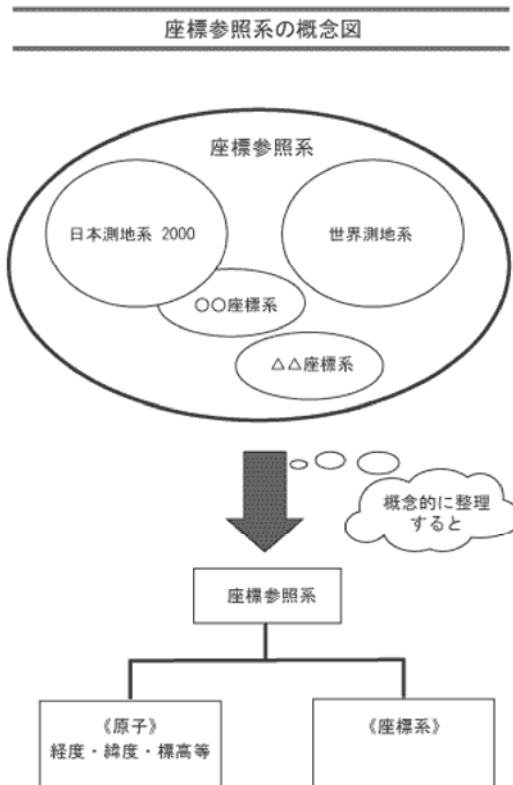 座標参照系の概念図
座標参照系
日本測地系 2000
世界測地系
〇〇座標系
△△座標系
概念的に整理
すると
座標参照系
《原子》
経度・緯度・標高等
《座標系》